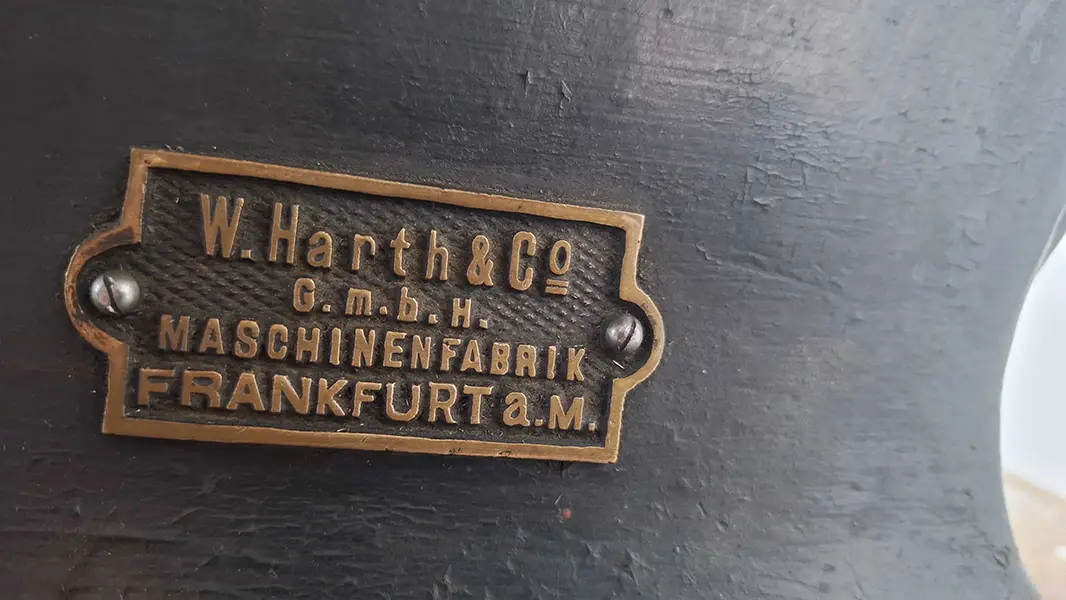 W. Harth & Co
G.m.b.H.
MASCHINENFABRIK
FRANKFURT a.M.